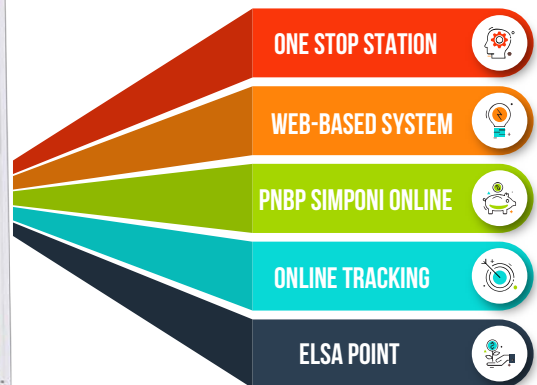 ONE STOP STATION
WEB-BASED SYSTEM
PNBP SIMPONI ONLINE
ONLINE TRACKING
ELSA POINT